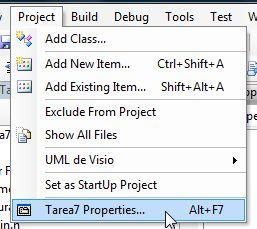 Project Build Debug Tools Test
Add Class...
Add New Item... Ctrl+Shift+A
Add Existing Item... Shift+Alt+A
Exclude From Project
Show All Files
UML de Visio
Set as StartUp Project
Tarea7 Properties... Alt+F7